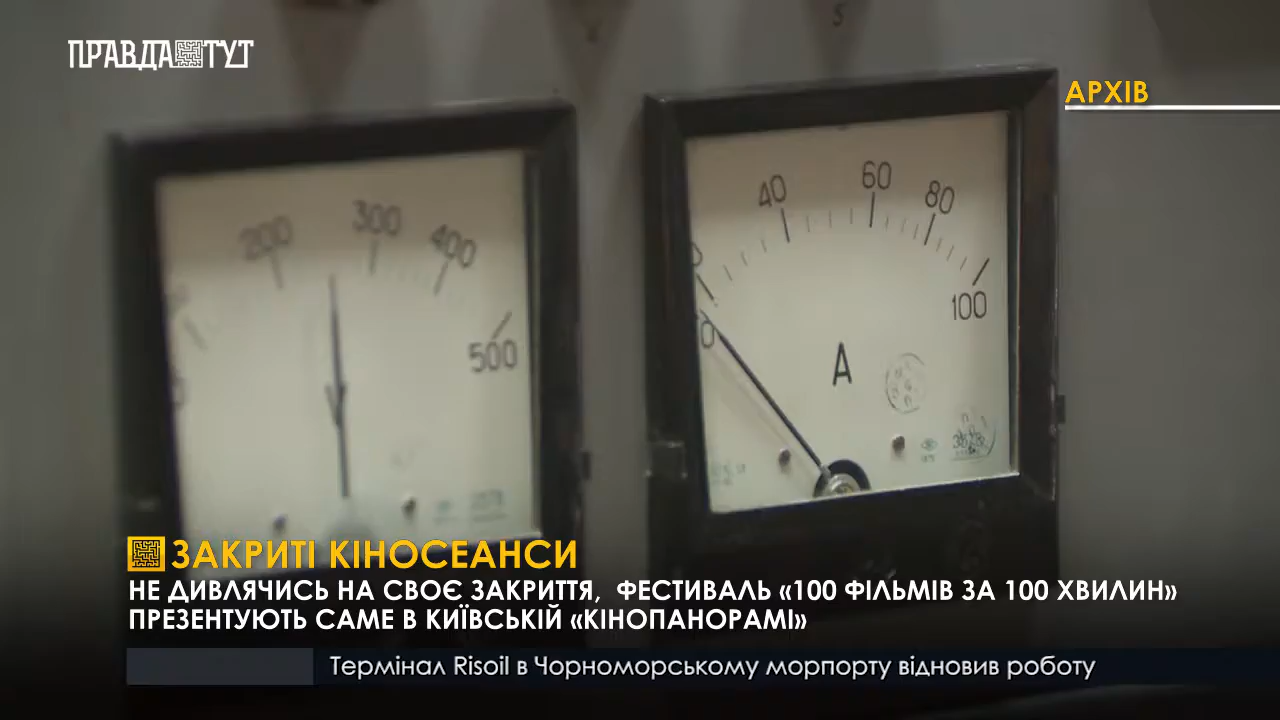 ПРАВДА ТУТ
АРХІВ
200 300 400 500
40 60 80 100
A
ЗАКРИТІ КІНОСЕАНСИ
НЕ ДИВЛЯЧИСЬ НА СВОЄ ЗАКРИТТЯ, ФЕСТИВАЛЬ «100 ФІЛЬМІВ ЗА 100 ХВИЛИН»
ПРЕЗЕНТУЮТЬ САМЕ В КИЇВСЬКІЙ «КІНОПАНОРАМІ»
Термінал Risoil в Чорноморському морпорту відновив роботу